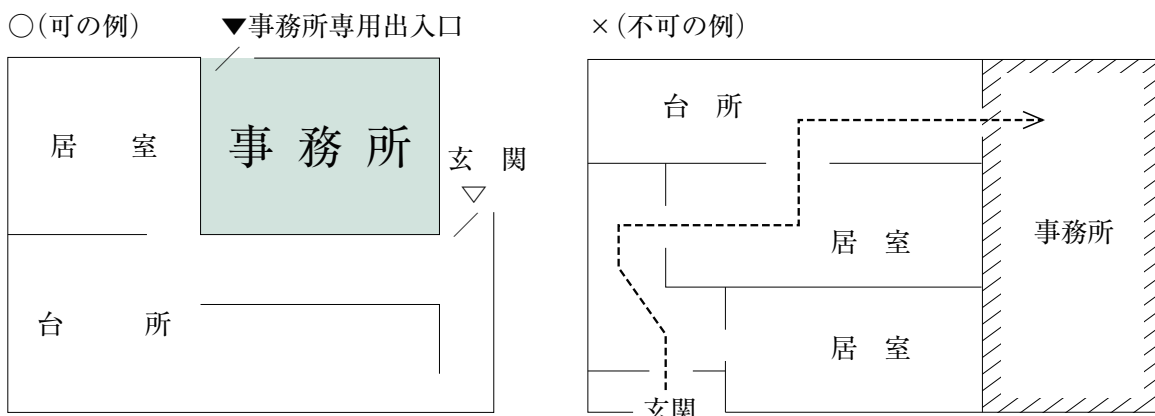 ○(可の例)
▼事務所専用出入口
居 室
事 務 所
玄 関
▽
台 所
×(不可の例)
台 所
居 室
事務所
居 室
玄関